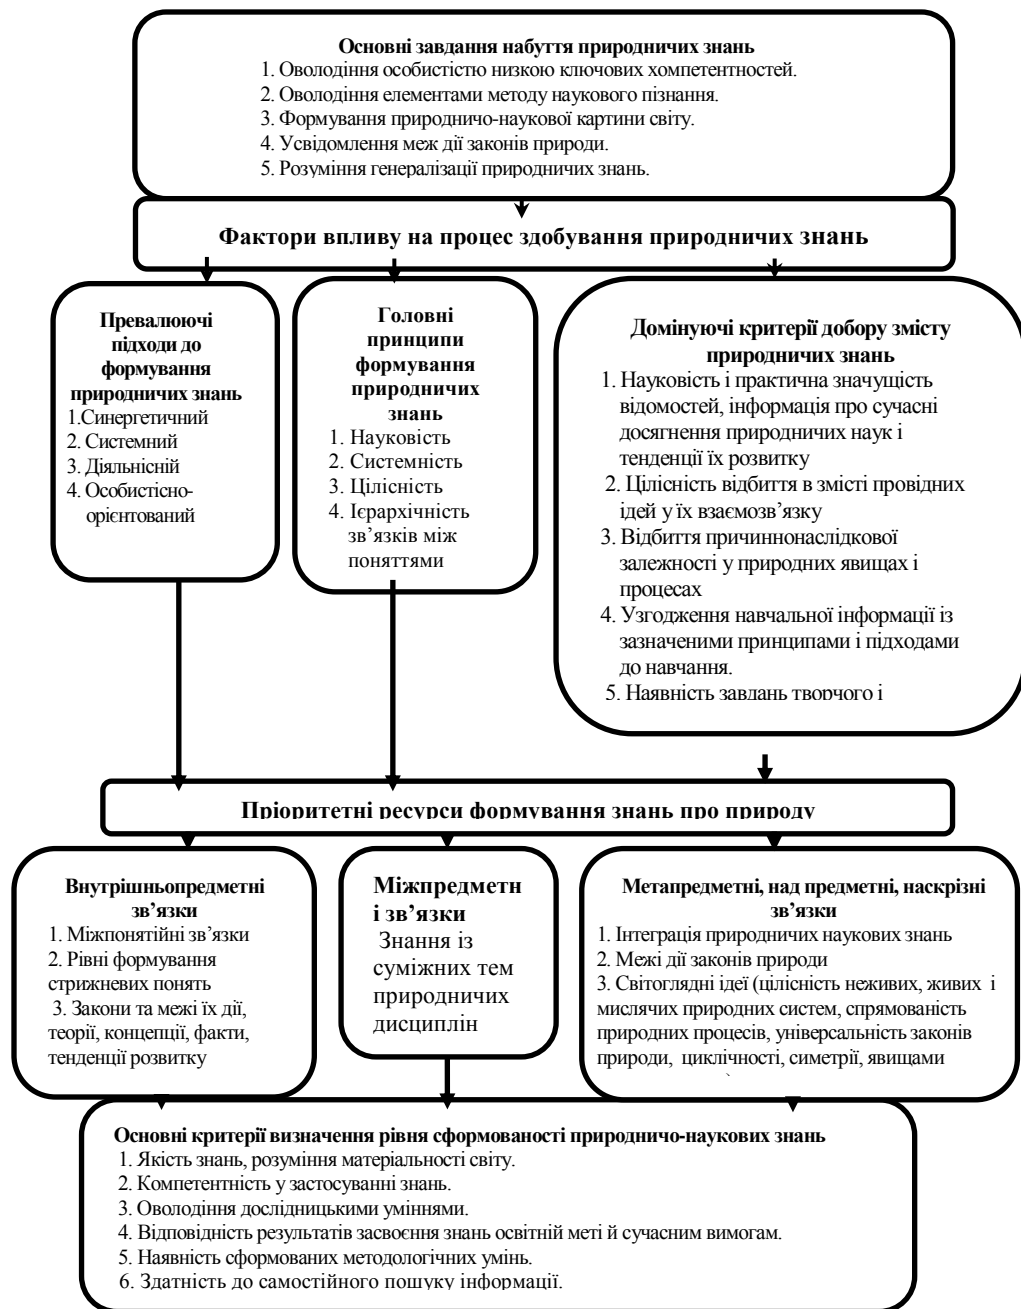 Основні завдання набуття природничих знань
1. Оволодіння особистістю низкою ключових хомпетентностей.
2. Оволодіння елементами методу наукового пізнання.
3. Формування природничо-наукової картини світу.
4. Усвідомлення меж дії законів природи.
5. Розуміння генералізації природничих знань.
Фактори впливу на процес здобування природничих знань
Превалюючі
підходи до
формування
природничих знань
1.Синергетичний
2. Системний
3. Діяльнісній
4. Особистісно-
орієнтований
Головні
принципи
формування
природничих
знань
1. Науковість
2. Системність
3. Цілісність
4. Ієрархічність
зв’язків між
поняттями
Домінуючі критерії добору змісту
природничих знань
1. Науковість і практична значущість
відомостей, інформація про сучасні
досягнення природничих наук і
тенденції їх розвитку
2. Цілісність відбиття в змісті провідних
ідей у їх взаємозв’язку
3. Відбиття причиннонаслідкової
залежності у природних явищах і
процесах
4. Узгодження навчальної інформації із
зазначеними принципами і підходами
до навчання.
5. Наявність завдань творчого і
Пріоритетні ресурси формування знань про природу
Внутрішньопредметні
зв’язки
1. Міжпонятійні зв’язки
2. Рівні формування
стрижневих понять
3. Закони та межі їх дії,
теорії, концепції, факти,
тенденції розвитку
Міжпредметн
і зв’язки
Знання із
суміжних тем
природничих
дисциплін
Метапредметні, над предметні, наскрізні
зв’язки
1. Інтеграція природничих наукових знань
2. Межі дії законів природи
3. Світоглядні ідеї (цілісність неживих, живих і
мислячих природних систем, спрямованість
природних процесів, універсальність законів
природи, циклічності, симетрії, явищами
Основні критерії визначення рівня сформованості природничо-наукових знань
1. Якість знань, розуміння матеріальності світу.
2. Компетентність у застосуванні знань.
3. Оволодіння дослідницькими уміннями.
4. Відповідність результатів засвоєння знань освітній меті й сучасним вимогам.
5. Наявність сформованих методологічних умінь.
6. Здатність до самостійного пошуку інформації.